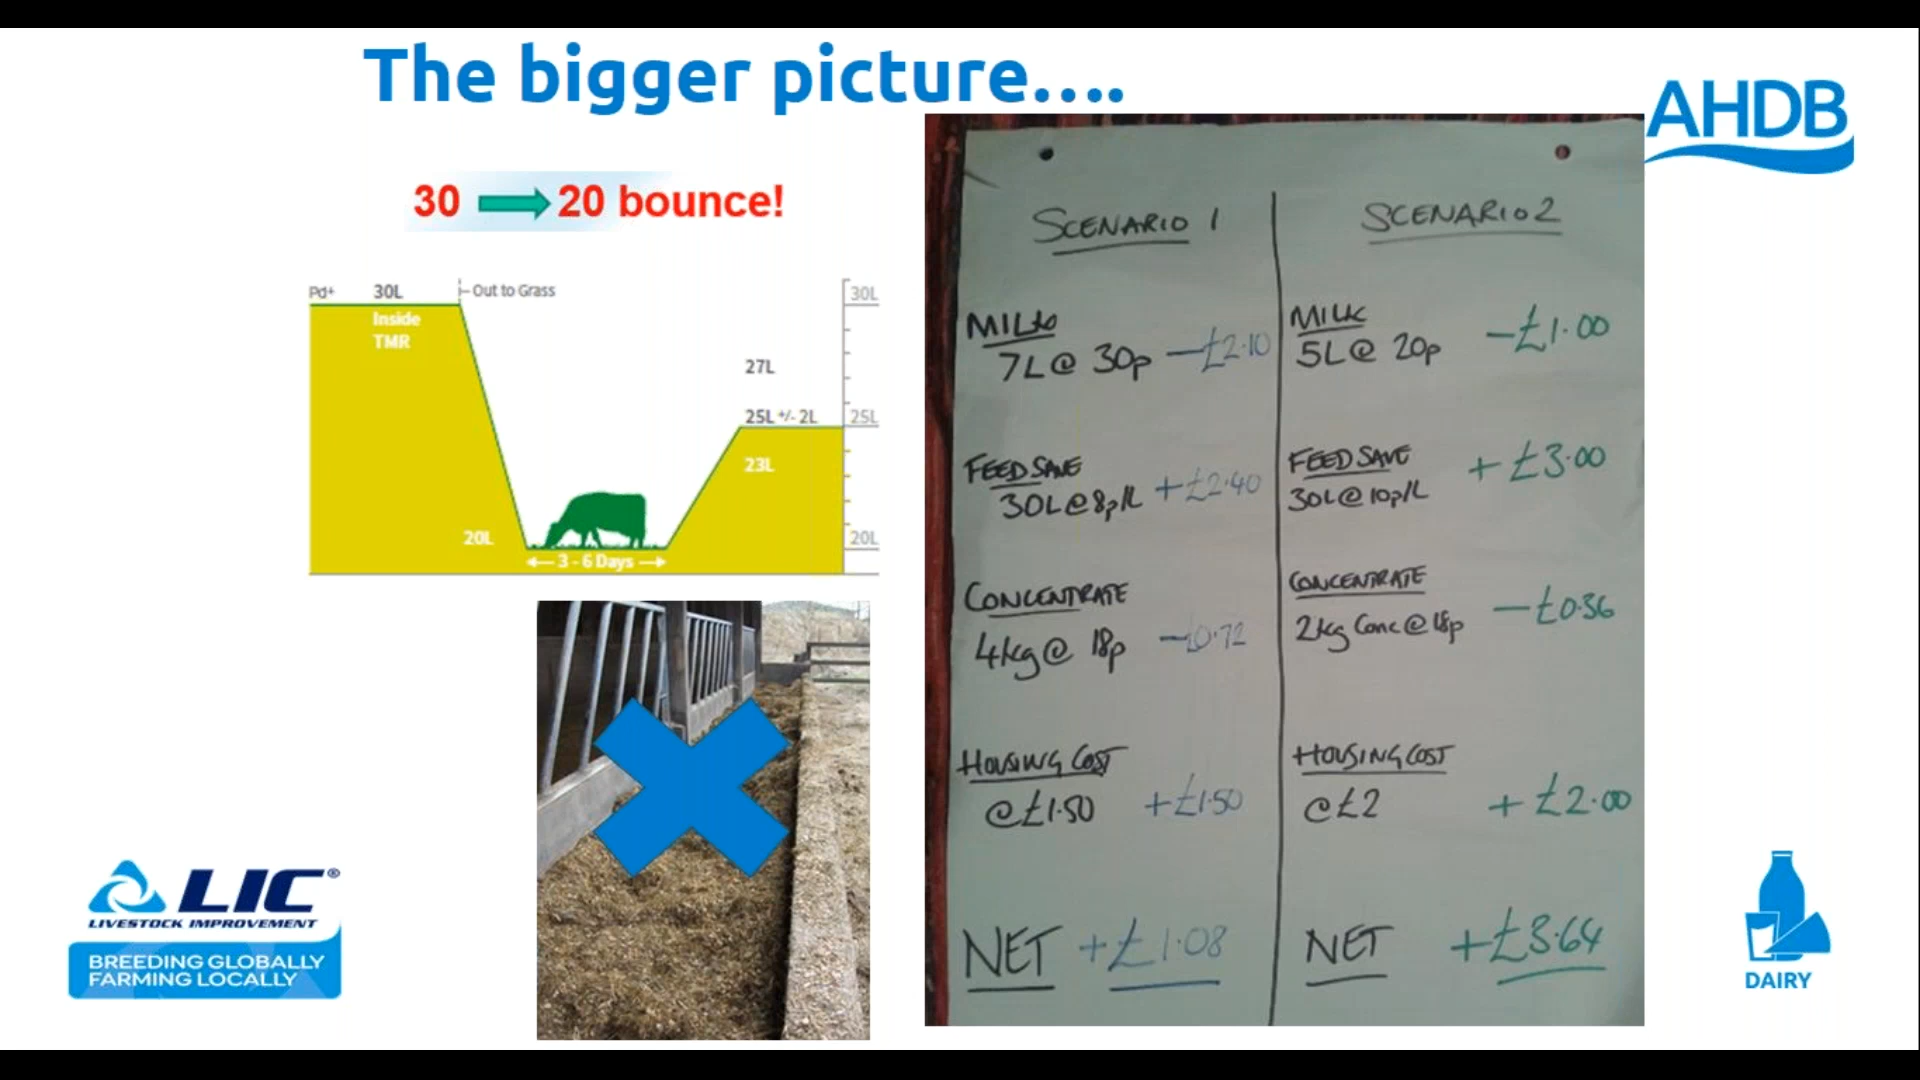 The bigger picture....
AHDB
30 20 bounce!
Pd+ 30L Out to Grass 30L
Inside
TMR
27L
25L +/- 2L 25L
23L
20L 20L
3 - 6 Days
SCENARIO 1
MILK
7L @ 30p -£2.10
FEED SAVE
30L@8p/L +£2.40
CONCENTRATE
4kg @ 18p -£0.72
HOUSING COST
@£1.50 +£1.50
NET +£1.08
SCENARIO 2
MILK
5L @ 20p -£1.00
FEED SAVE
30L@10p/L +£3.00
CONCENTRATE
2kg Conc @ 18p -£0.36
HOUSING COST
@£2 +£2.00
NET +£3.64
LIC®
LIVESTOCK IMPROVEMENT
BREEDING GLOBALLY
FARMING LOCALLY
DAIRY